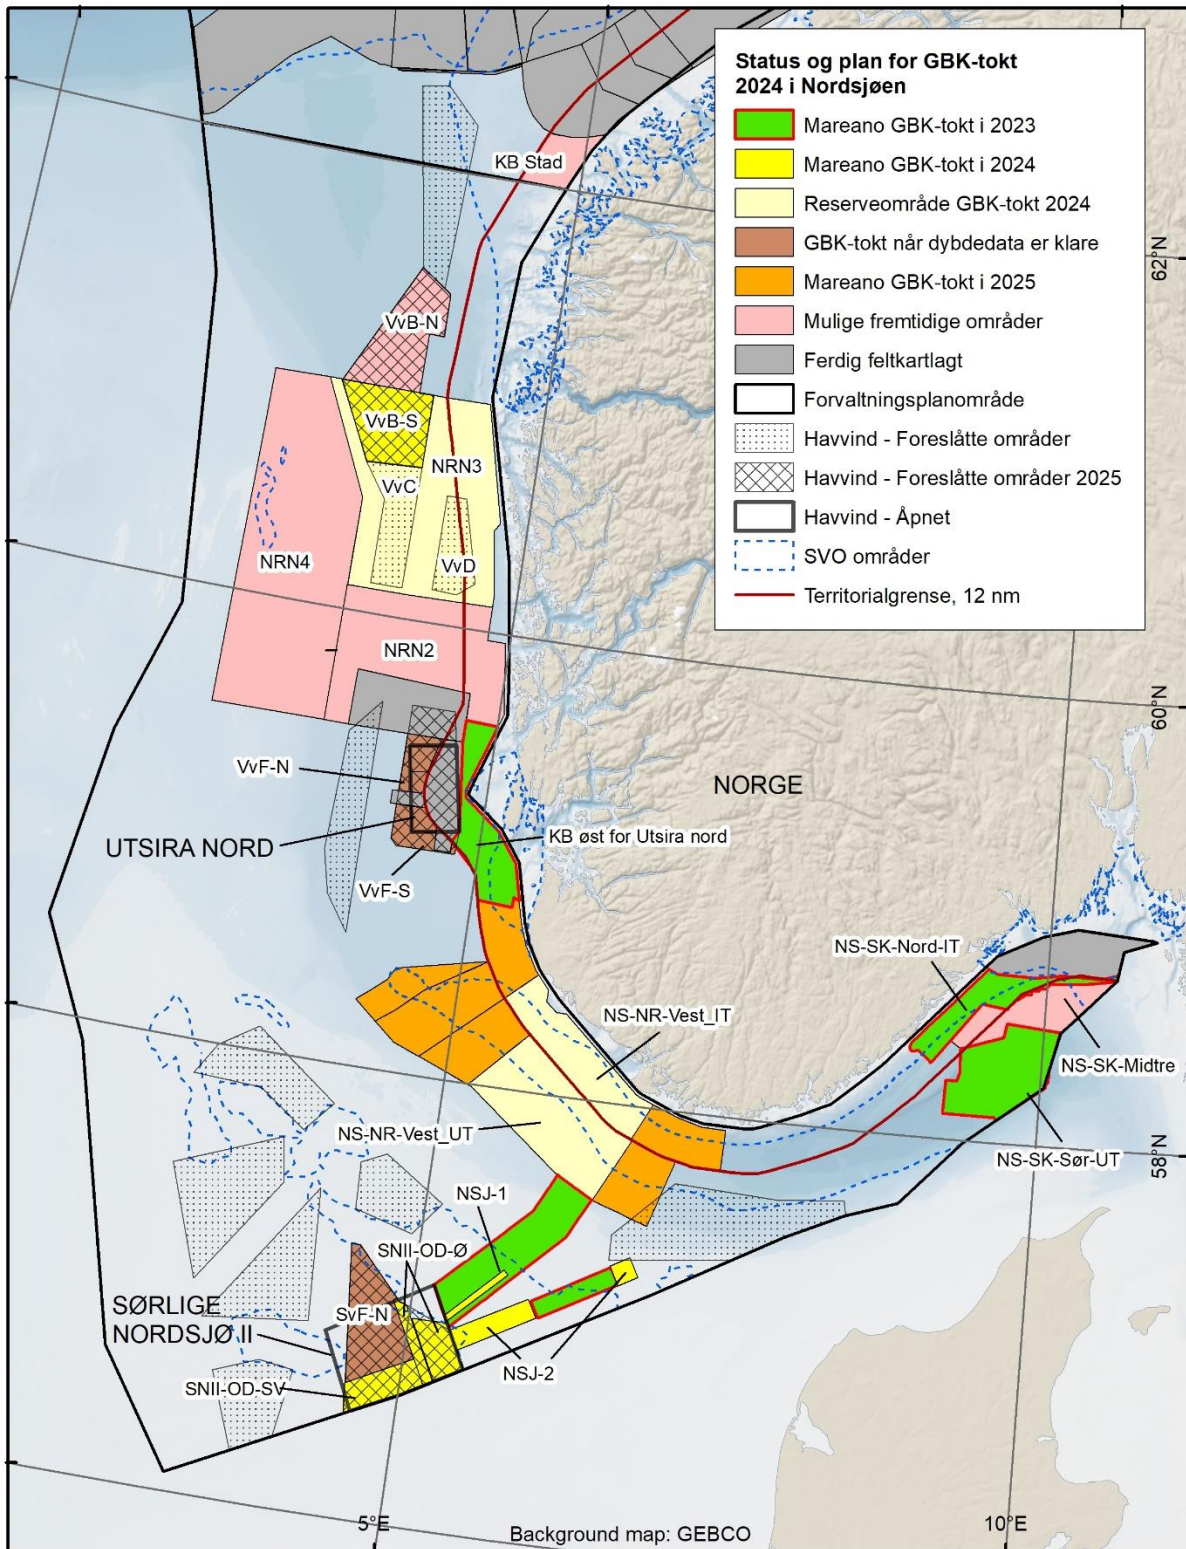 Status og plan for GBK-tokt
2024 i Nordsjøen
Mareano GBK-tokt i 2023
Mareano GBK-tokt i 2024
Reserveområde GBK-tokt 2024
GBK-tokt når dybdedata er klare
Mareano GBK-tokt i 2025
Mulige fremtidige områder
Ferdig feltkartlagt
Forvaltningsplanområde
Havvind - Foreslåtte områder
Havvind - Foreslåtte områder 2025
Havvind - Åpnet
SVO områder
Territorialgrense, 12 nm
KB Stad
62°N
VvB-N
VvB-S
NRN3
VvC
VvD
NRN4
NRN2
60°N
VvF-N
NORGE
UTSIRA NORD
KB øst for Utsira nord
VvF-S
NS-SK-Nord-IT
NS-NR-Vest_IT
NS-SK-Midtre
NS-NR-Vest_UT
NS-SK-Sør-UT
58°N
NSJ-1
SNII-OD-Ø
SØRLIGE
NORDSJØ II
SvF-N
NSJ-2
SNII-OD-SV
5°E
10°E
Background map: GEBCO